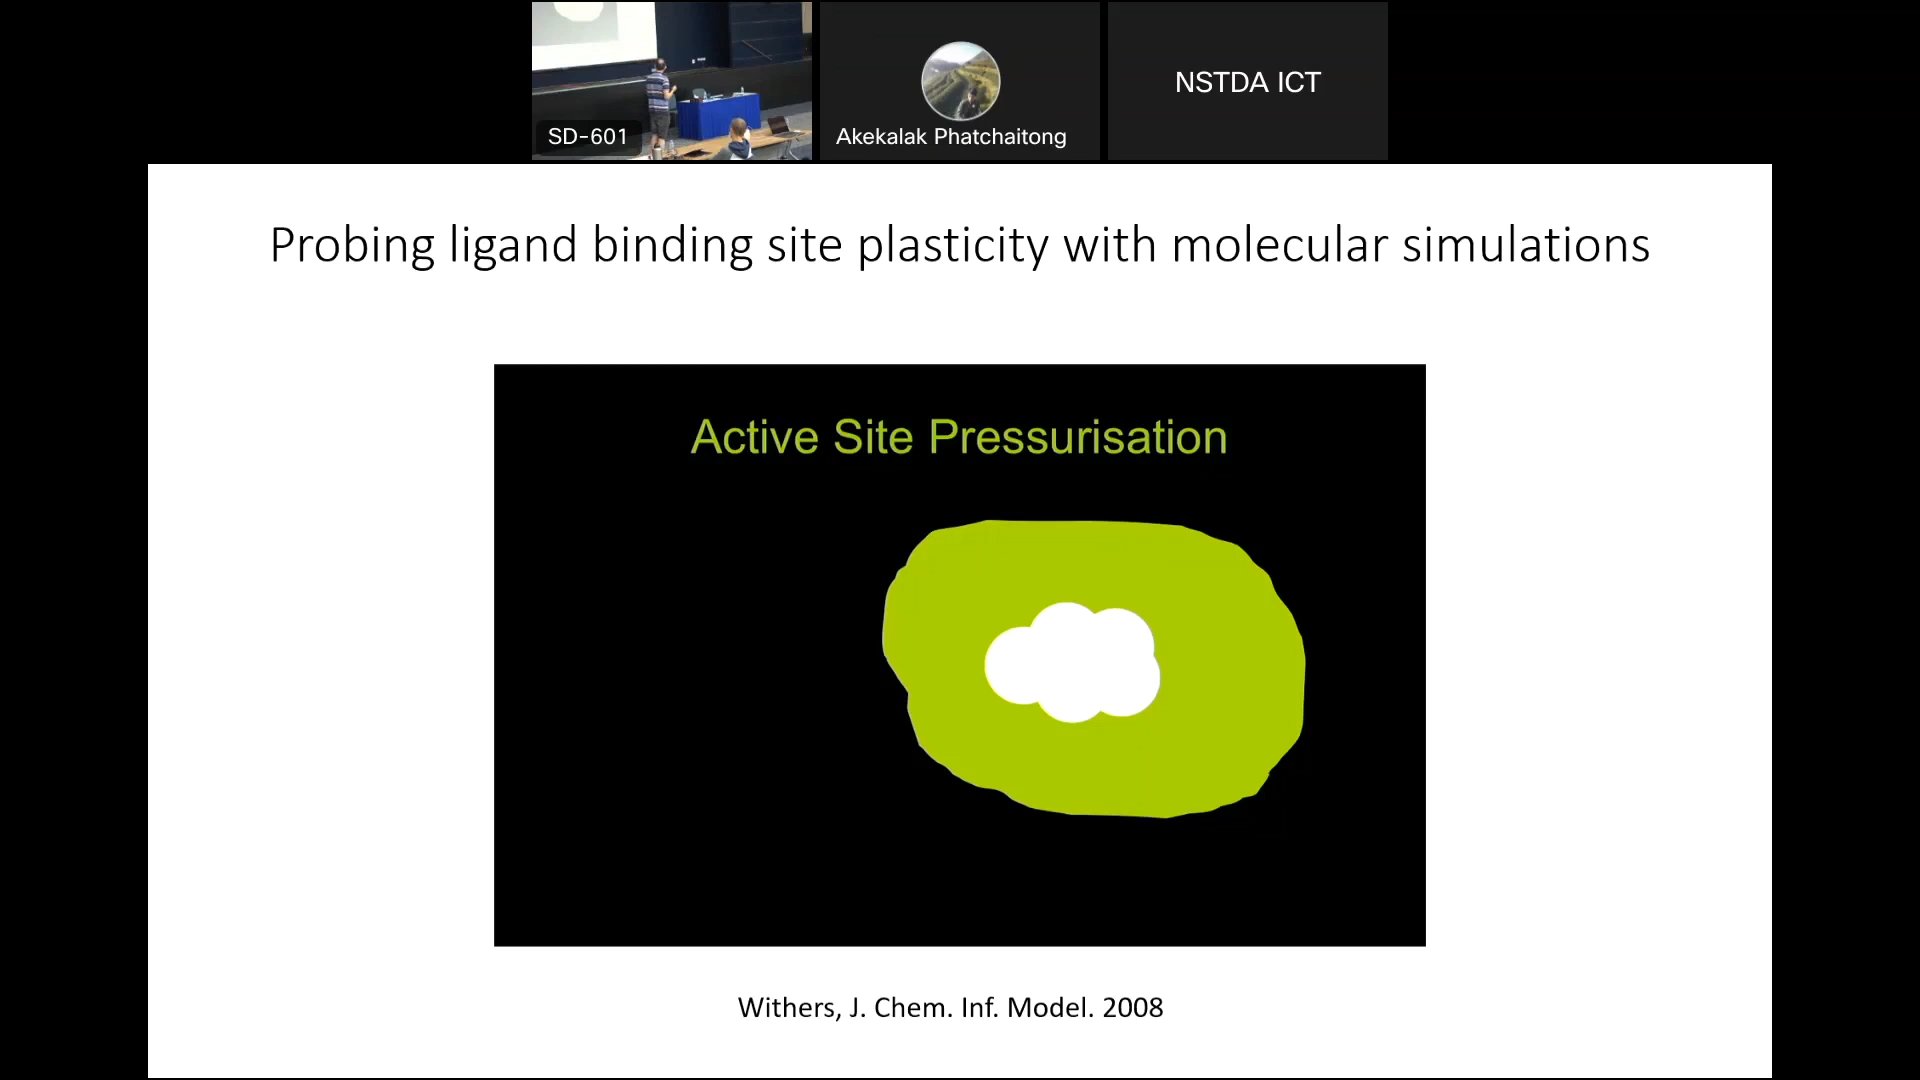 SD-601
Akekalak Phatchaitong
NSTDA ICT
Probing ligand binding site plasticity with molecular simulations
Active Site Pressurisation
Withers, J. Chem. Inf. Model. 2008